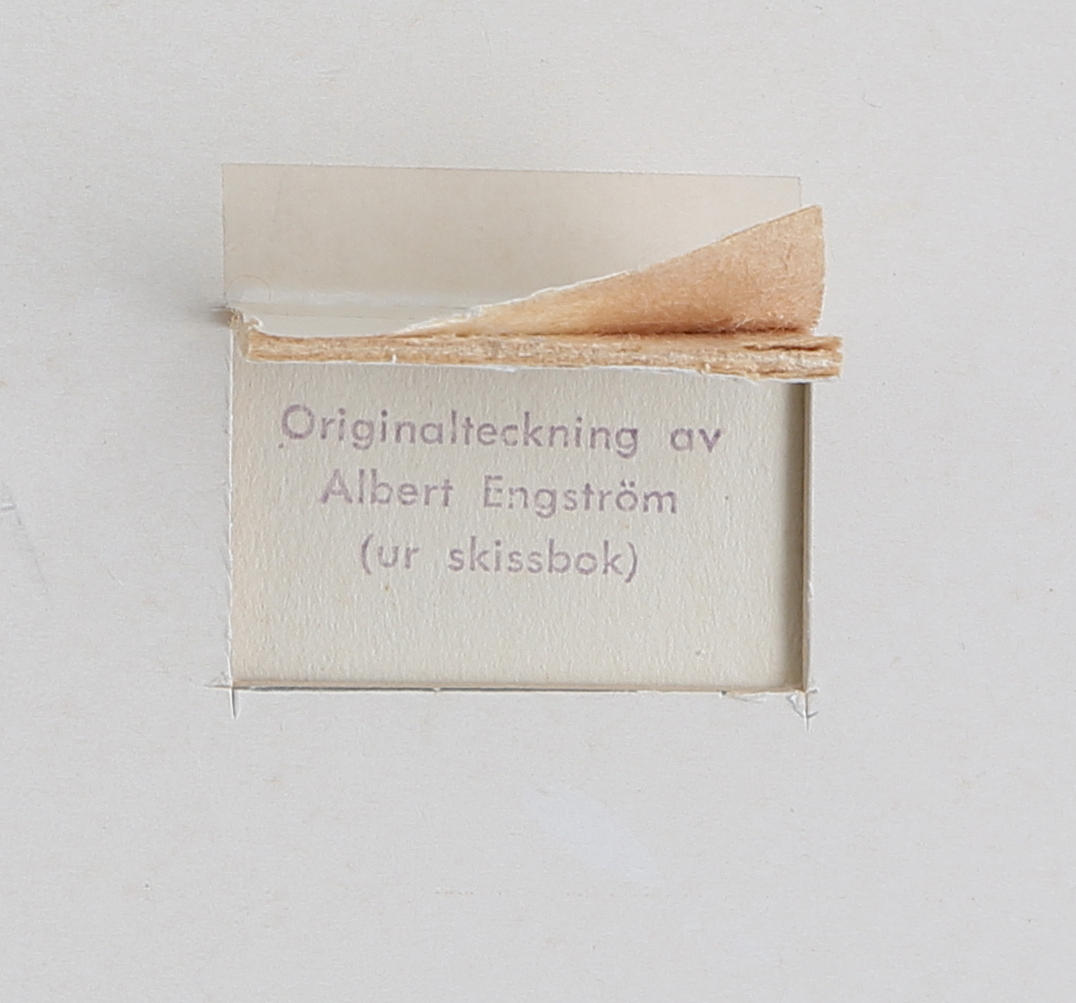 Originalteckning av
Albert Engström
(ur skissbok)